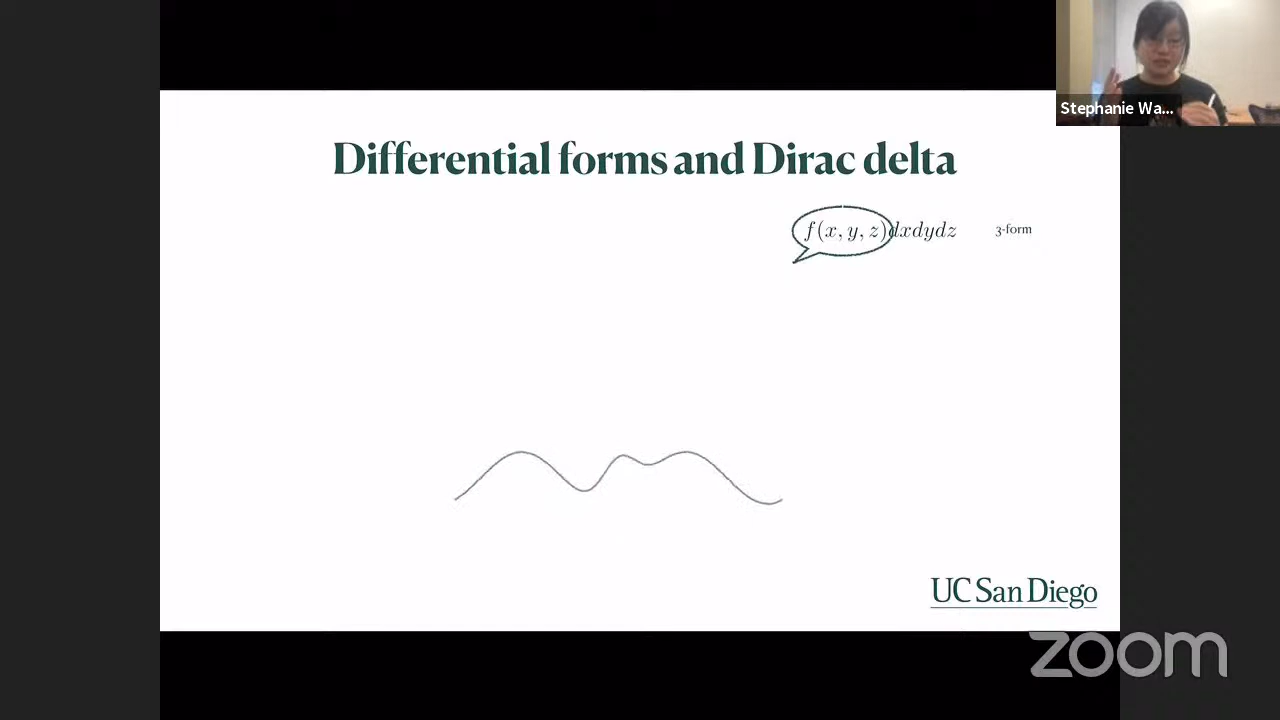 Stephanie Wa...
Differential forms and Dirac delta
f(x, y, z)dxdydz 3-form
UC San Diego
zoom